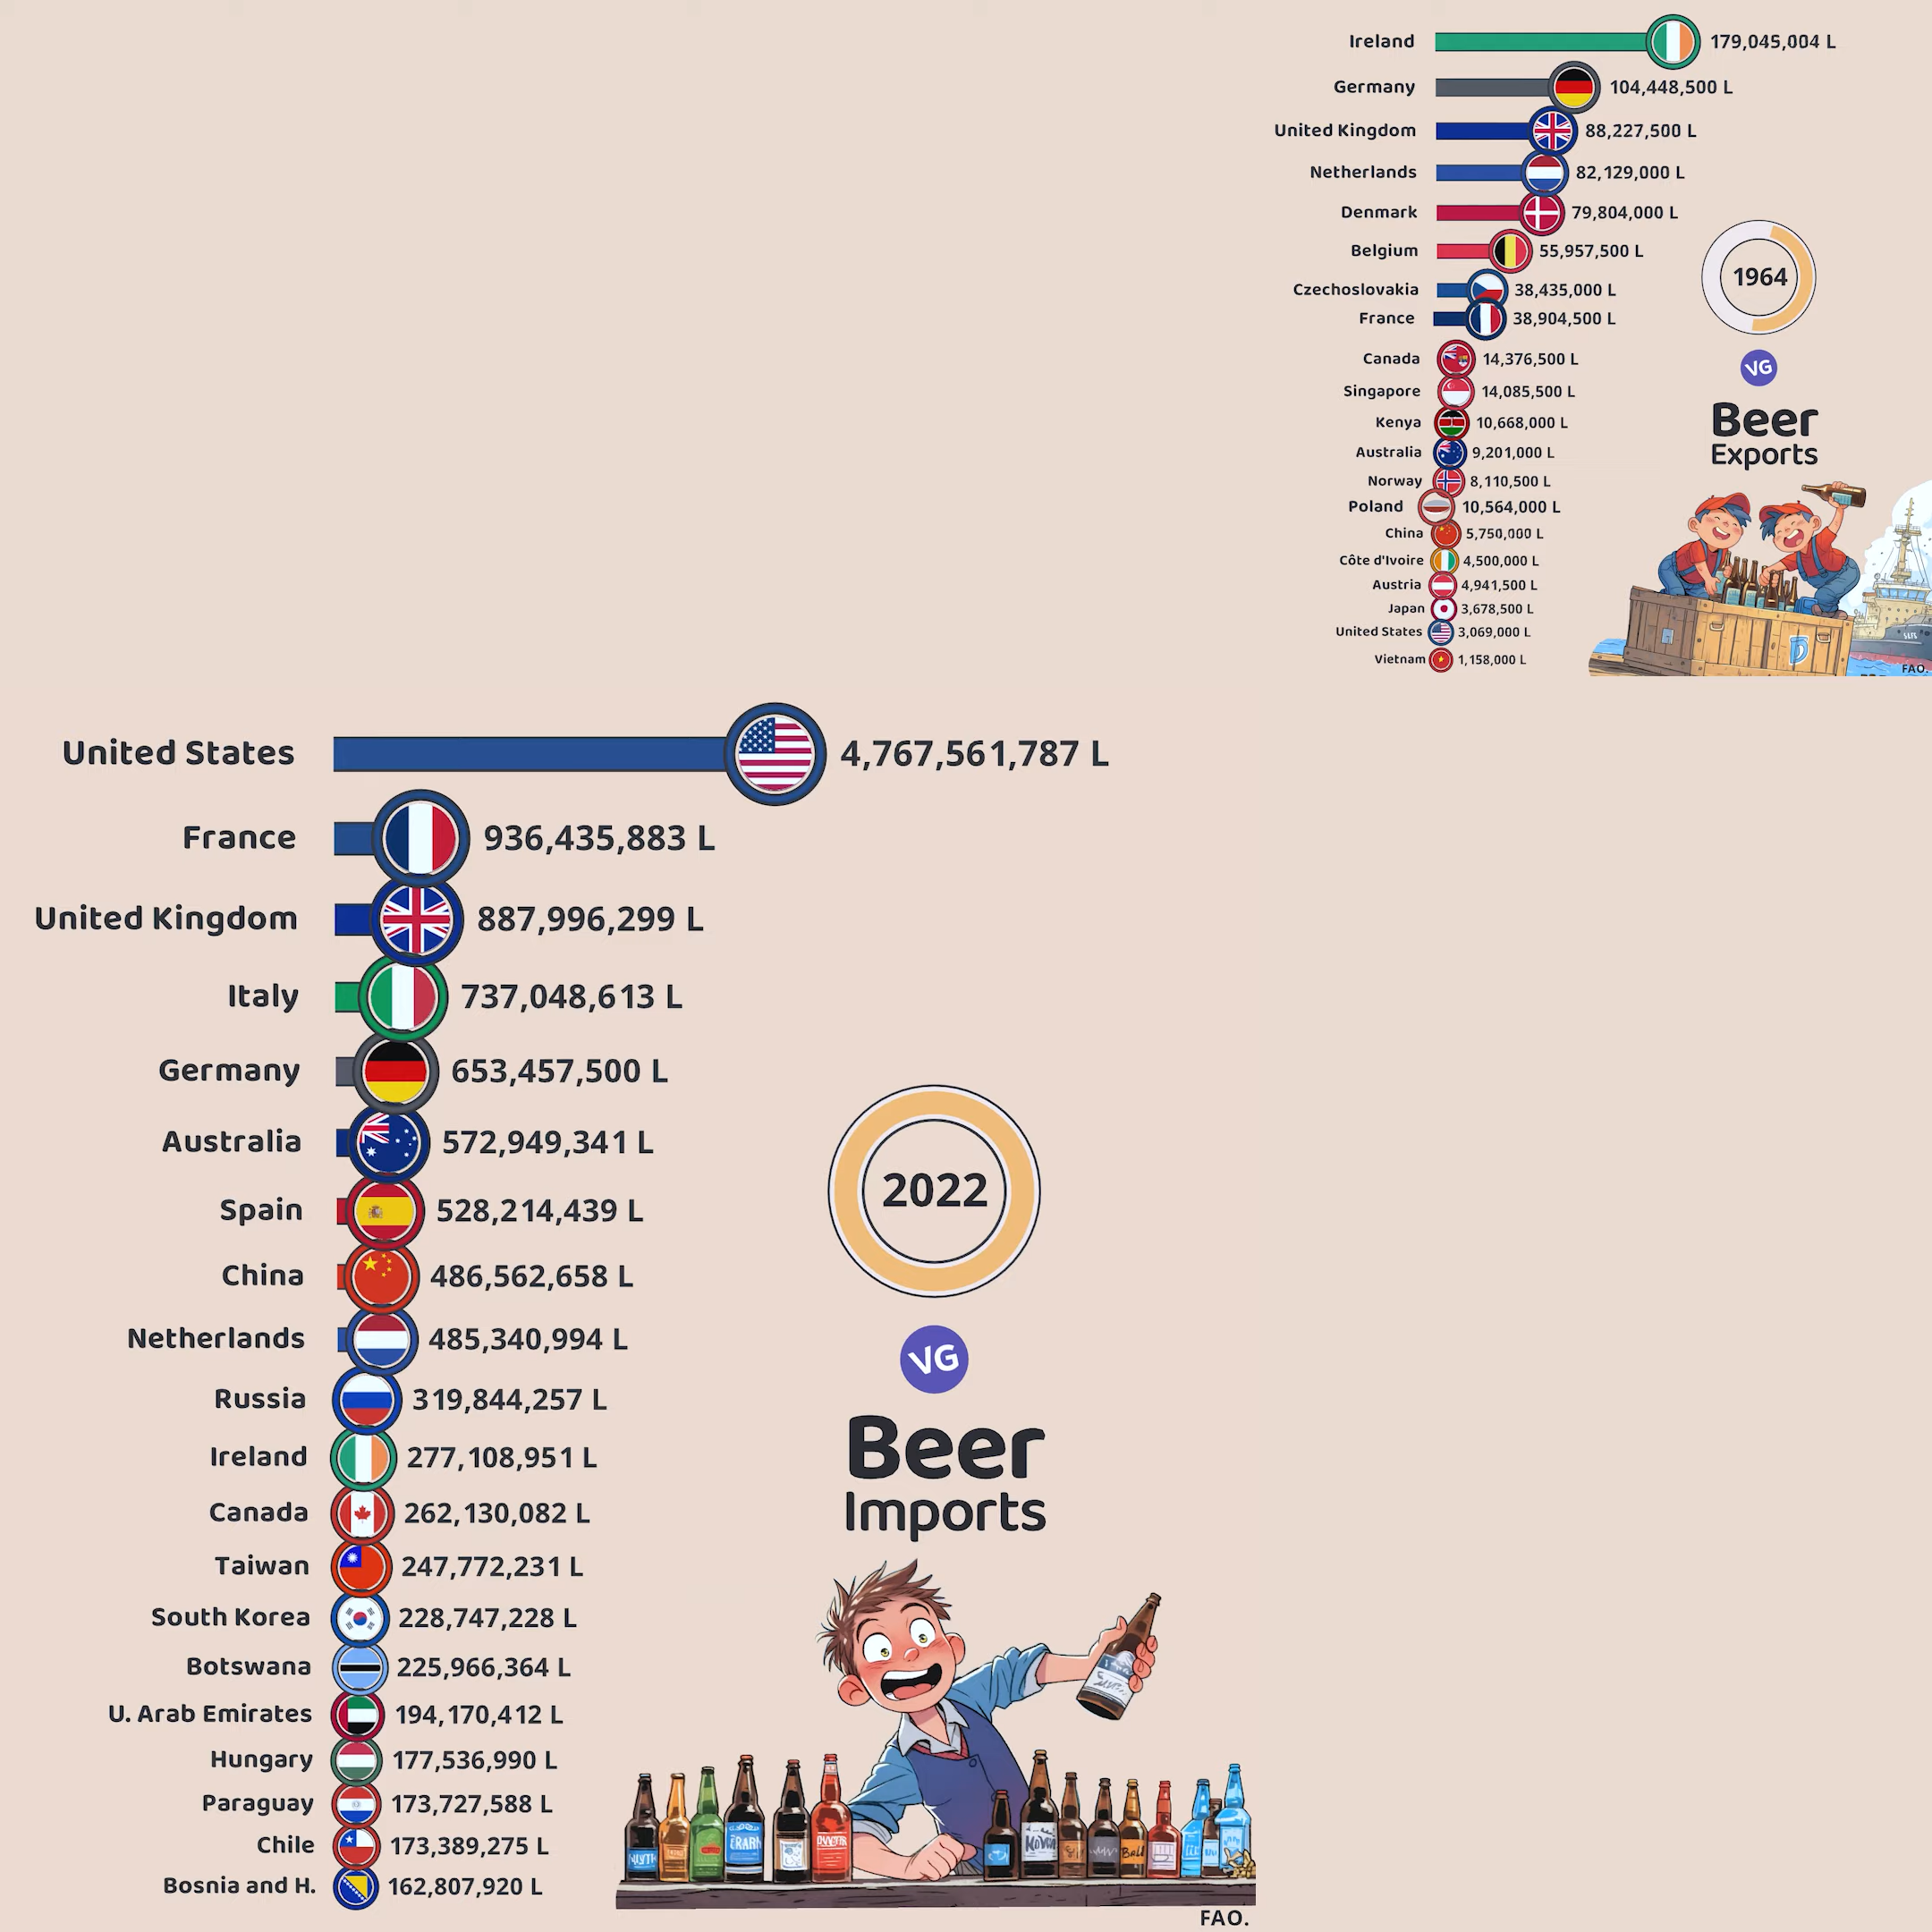 Ireland 179,045,004 L
Germany 104,448,500 L
United Kingdom 88,227,500 L
Netherlands 82,129,000 L
Denmark 79,804,000 L
Belgium 55,957,500 L
Czechoslovakia 38,435,000 L
France 38,904,500 L
Canada 14,376,500 L
Singapore 14,085,500 L
Kenya 10,668,000 L
Australia 9,201,000 L
Norway 8,110,500 L
Poland 10,564,000 L
China 5,750,000 L
Côte d'Ivoire 4,500,000 L
Austria 4,941,500 L
Japan 3,678,500 L
United States 3,069,000 L
Vietnam 1,158,000 L
1964
VG
Beer
Exports
FAO.
United States 4,767,561,787 L
France 936,435,883 L
United Kingdom 887,996,299 L
Italy 737,048,613 L
Germany 653,457,500 L
Australia 572,949,341 L
Spain 528,214,439 L
China 486,562,658 L
Netherlands 485,340,994 L
Russia 319,844,257 L
Ireland 277,108,951 L
Canada 262,130,082 L
Taiwan 247,772,231 L
South Korea 228,747,228 L
Botswana 225,966,364 L
U. Arab Emirates 194,170,412 L
Hungary 177,536,990 L
Paraguay 173,727,588 L
Chile 173,389,275 L
Bosnia and H. 162,807,920 L
2022
VG
Beer
Imports
FAO.